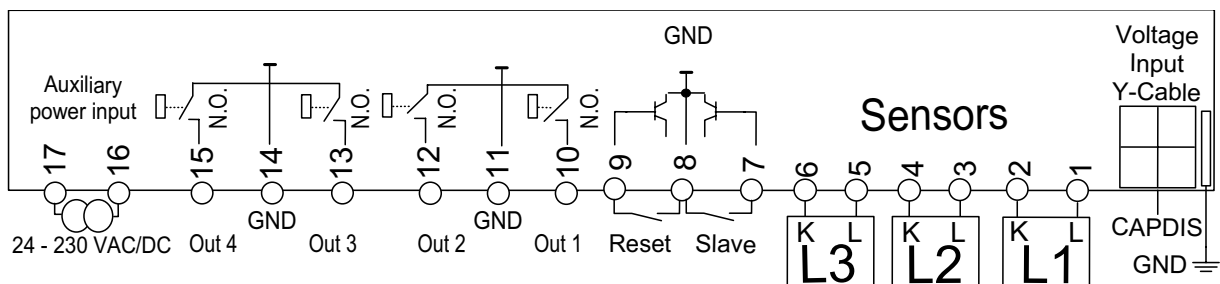 GND
Voltage
Input
Y-Cable
Auxiliary
power input
N.O.
N.O.
N.O.
N.O.
Sensors
17
16
15
14
13
12
11
10
9
8
7
6
5
4
3
2
1
24 - 230 VAC/DC
Out 4
GND
Out 3
Out 2
GND
Out 1
Reset
Slave
K L
L3
K L
L2
K L
L1
CAPDIS
GND